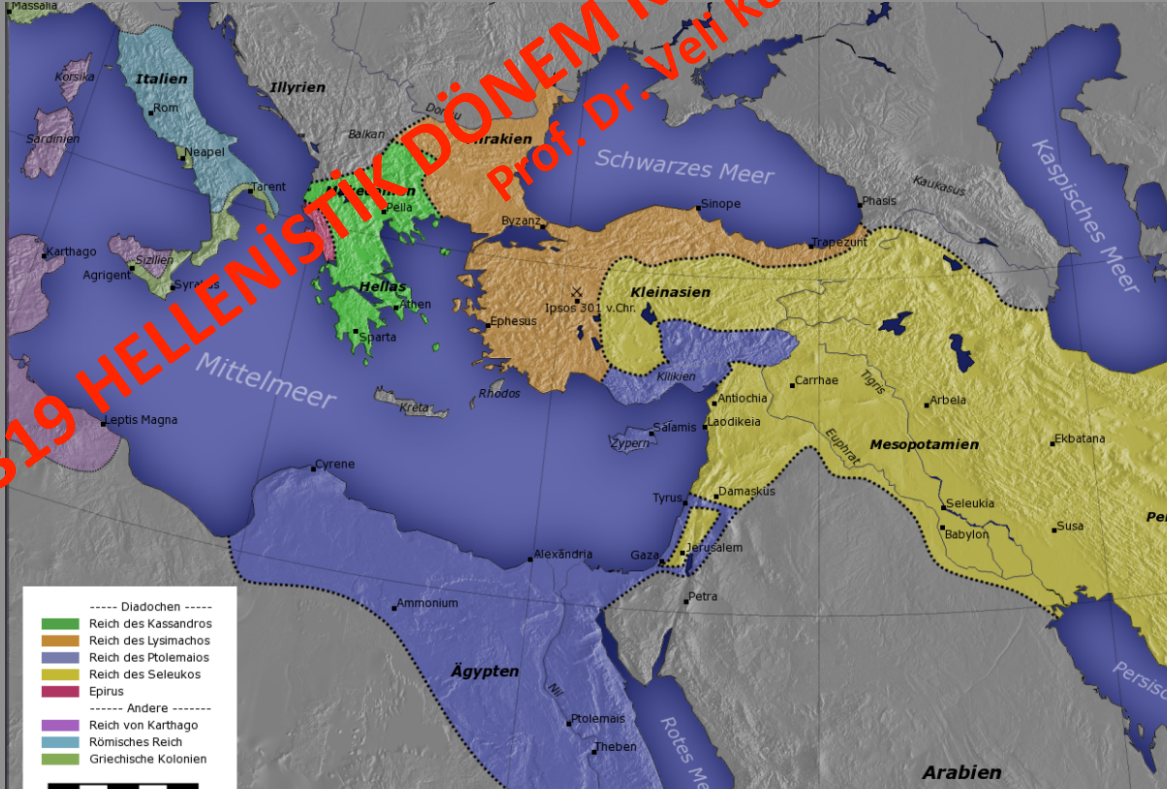 Massalia
Korsika
Italien
Rom
Illyrien
Sardinien
Neapel
Tarent
Balkan
Donau
Thrakien
Makedonien
Pella
Byzanz
Schwarzes Meer
Kaspisches Meer
Kaukasus
Sinope
Phasis
Trapezunt
Karthago
Sizilien
Agrigent
Syrakus
Hellas
Athen
Sparta
Ephesus
Ipsos 301 v.Chr.
Kleinasien
Mittelmeer
Kreta
Rhodos
Kilikien
Zypern
Salamis
Antiochia
Laodikeia
Carrhae
Tigris
Arbela
Euphrat
Mesopotamien
Ekbatana
Leptis Magna
Cyrene
Tyrus
Damaskus
Seleukia
Babylon
Susa
Alexandria
Gaza
Jerusalem
Petra
Ammonium
Ägypten
Nil
Ptolemais
Theben
Arabien
319 HELLENİSTİK DÖNEM
Prof. Dr. Veli
----- Diadochen -----
Reich des Kassandros
Reich des Lysimachos
Reich des Ptolemaios
Reich des Seleukos
Epirus
------ Andere -------
Reich von Karthago
Römisches Reich
Griechische Kolonien